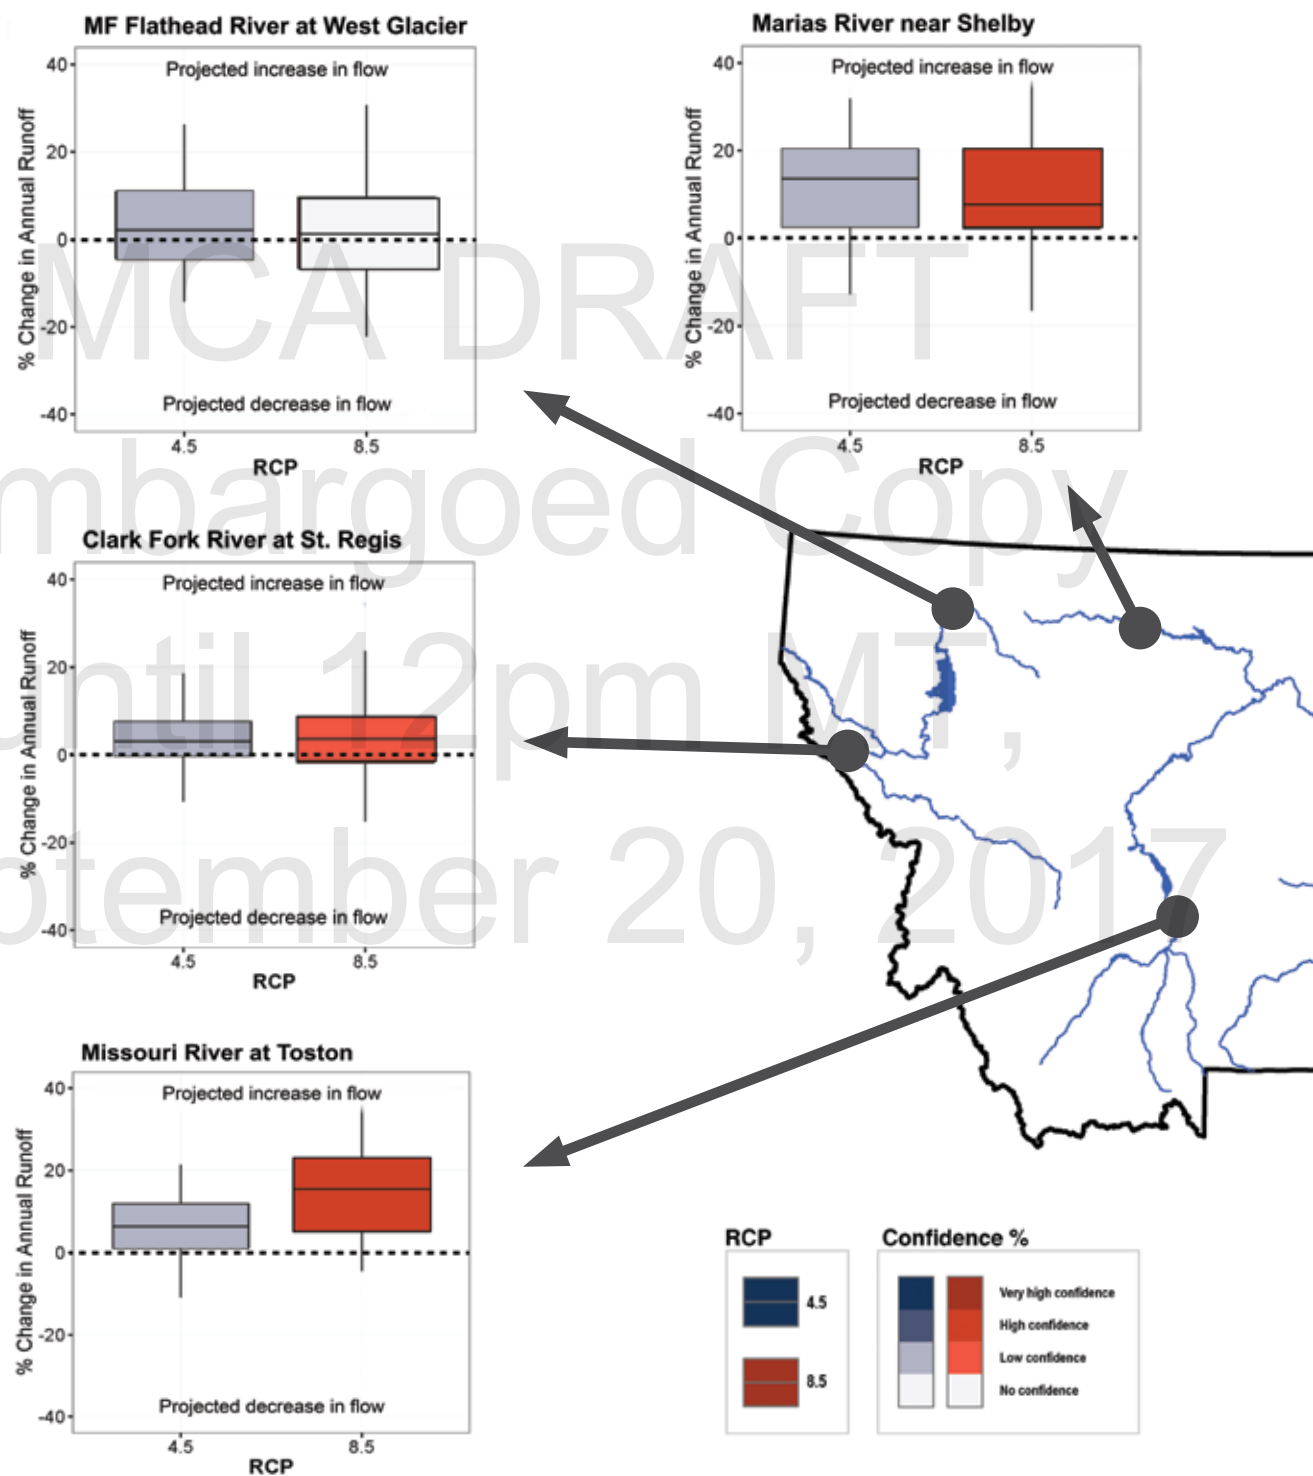 MF Flathead River at West Glacier
% Change in Annual Runoff
40
20
0
-20
-40
Projected increase in flow
Projected decrease in flow
4.5
8.5
RCP
Marias River near Shelby
% Change in Annual Runoff
40
20
0
-20
-40
Projected increase in flow
Projected decrease in flow
4.5
8.5
RCP
MCA DRAFT
mbargoed Copy
ntil 12pm MT,
ptember 20, 2017
Clark Fork River at St. Regis
% Change in Annual Runoff
40
20
0
-20
-40
Projected increase in flow
Projected decrease in flow
4.5
8.5
RCP
Missouri River at Toston
% Change in Annual Runoff
40
20
0
-20
-40
Projected increase in flow
Projected decrease in flow
4.5
8.5
RCP
RCP
4.5
8.5
Confidence %
Very high confidence
High confidence
Low confidence
No confidence